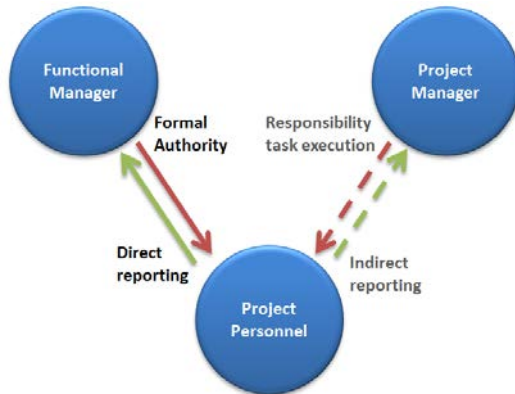 Functional
Manager
Project
Manager
Formal
Authority
Responsibility
task execution
Direct
reporting
Indirect
reporting
Project
Personnel